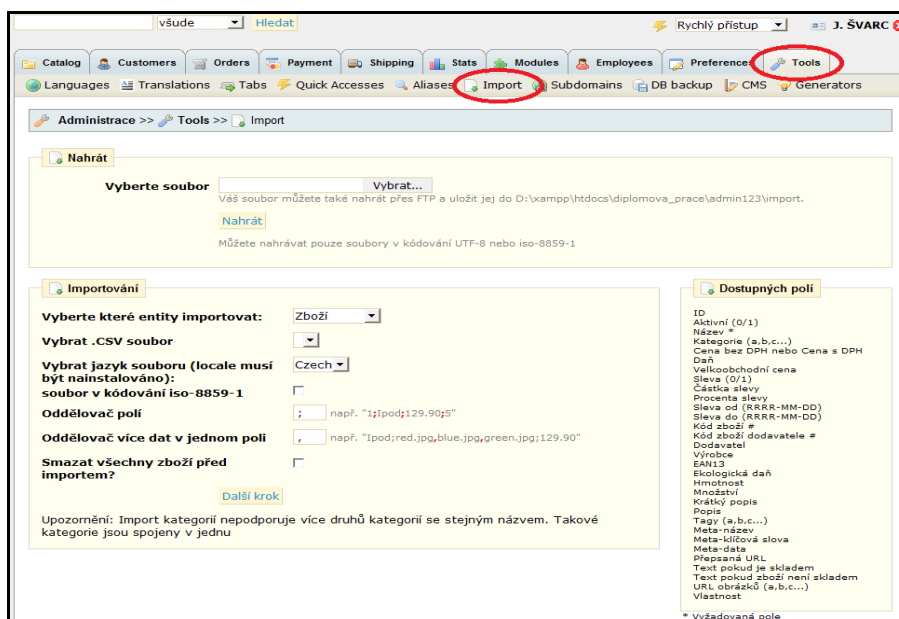 všude Hledat Rychlý přístup J. ŠVARC
Catalog Customers Orders Payment Shipping Stats Modules Employees Preferences Tools
Languages Translations Tabs Quick Accesses Aliases Import Subdomains DB backup CMS Generators
Administrace >> Tools >> Import
Nahrát
Vyberte soubor Vybrat...
Váš soubor můžete také nahrát přes FTP a uložit jej do D:\xampp\htdocs\diplomova_prace\admin123\import.
Nahrát
Můžete nahrávat pouze soubory v kódování UTF-8 nebo iso-8859-1
Importování
Vyberte které entity importovat: Zboží
Vybrat .CSV soubor
Vybrat jazyk souboru (locale musí
být nainstalováno): Czech
soubor v kódování iso-8859-1
Oddělovač polí ; např. "1;Ipod;129.90;5"
Oddělovač více dat v jednom poli , např. "Ipod;red.jpg,blue.jpg,green.jpg;129.90"
Smazat všechny zboží před
importem?
Další krok
Upozornění: Import kategorií nepodporuje více druhů kategorií se stejným názvem. Takové
kategorie jsou spojeny v jednu
Dostupných polí
ID
Aktivní (0/1)
Název *
Kategorie (a,b,c...)
Cena bez DPH nebo Cena s DPH
Daň
Velkoobchodní cena
Sleva (0/1)
Částka slevy
Procenta slevy
Sleva od (RRRR-MM-DD)
Sleva do (RRRR-MM-DD)
Kód zboží #
Kód zboží dodavatele #
Dodavatel
Výrobce
EAN13
Ekologická daň
Hmotnost
Množství
Krátký popis
Popis
Tagy (a,b,c...)
Meta-název
Meta-klíčová slova
Meta-data
Přepsaná URL
Text pokud je skladem
Text pokud zboží není skladem
URL obrázků (a,b,c...)
Vlastnost
* Vyžadovaná pole